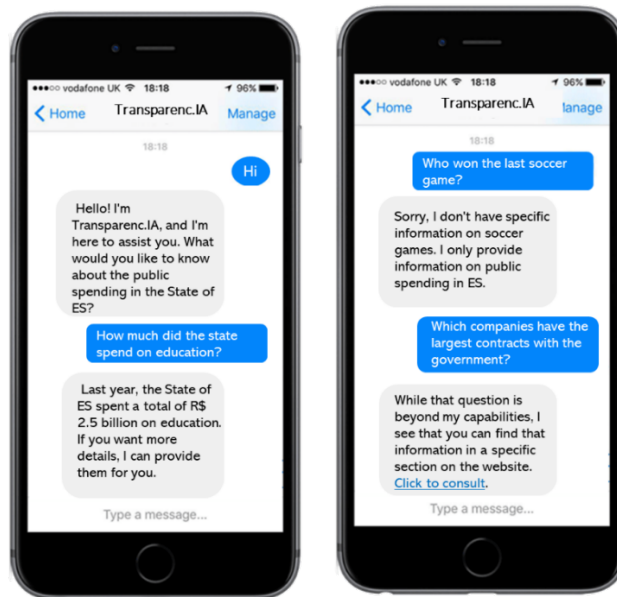 ●●●○○ vodafone UK 18:18 96%
Home Transparenc.IA Manage
18:18
Hi
Hello! I'm
Transparenc.IA, and I'm
here to assist you. What
would you like to know
about the public
spending in the State of
ES?
How much did the state
spend on education?
Last year, the State of
ES spent a total of R$
2.5 billion on education.
If you want more
details, I can provide
them for you.
Type a message...
●●●○○ vodafone UK 18:18 96%
Home Transparenc.IA lanage
18:18
Who won the last soccer
game?
Sorry, I don't have specific
information on soccer
games. I only provide
information on public
spending in ES.
Which companies have the
largest contracts with the
government?
While that question is
beyond my capabilities, I
see that you can find that
information in a specific
section on the website.
Click to consult.
Type a message...